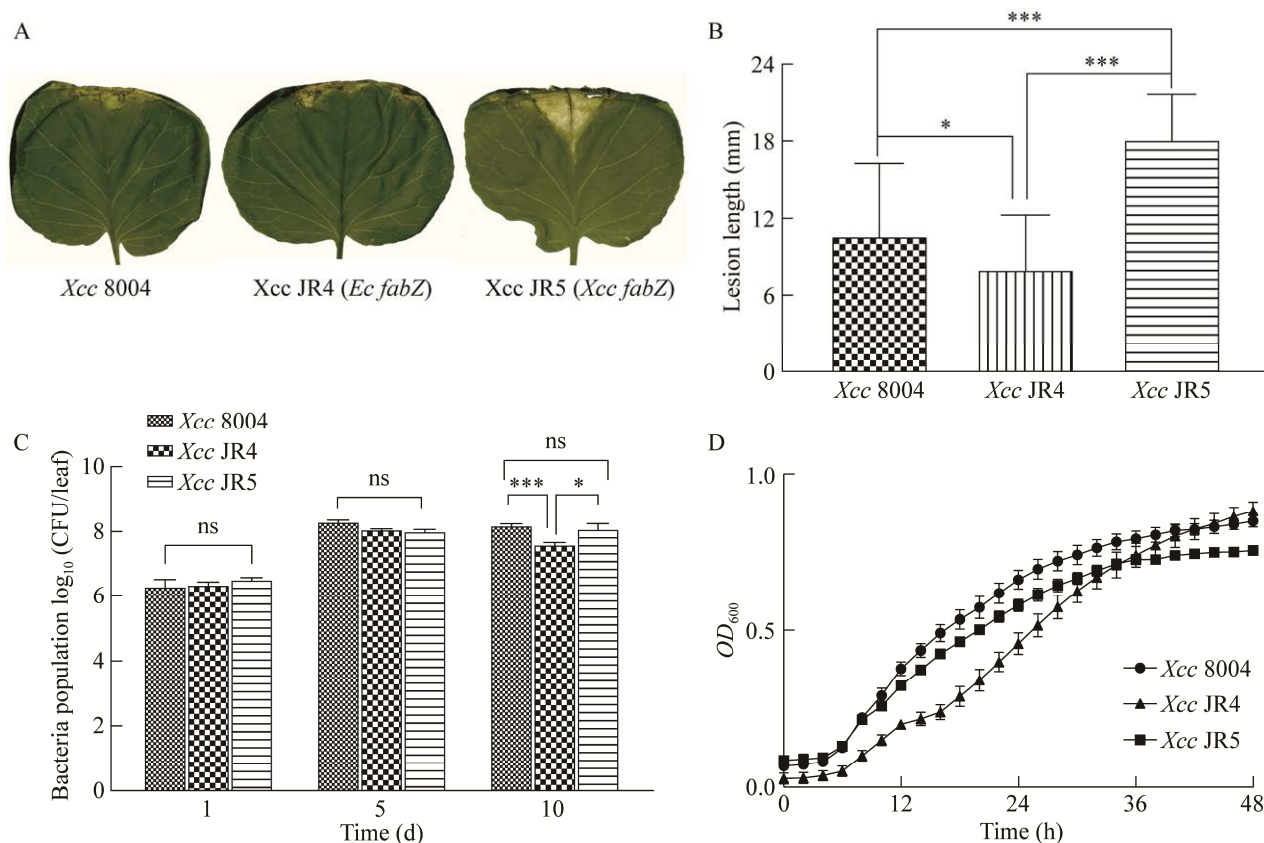 A
Xcc 8004
Xcc JR4 (Ec fabZ)
Xcc JR5 (Xcc fabZ)
B
Lesion length (mm)
24
18
12
6
0
***
***
*
Xcc 8004
Xcc JR4
Xcc JR5
C
Bacteria population log₁₀ (CFU/leaf)
Xcc 8004
Xcc JR4
Xcc JR5
10
8
6
4
2
0
ns
ns
ns
***
*
1
5
10
Time (d)
D
OD₆₀₀
1.0
0.5
0.0
Xcc 8004
Xcc JR4
Xcc JR5
0
12
24
36
48
Time (h)